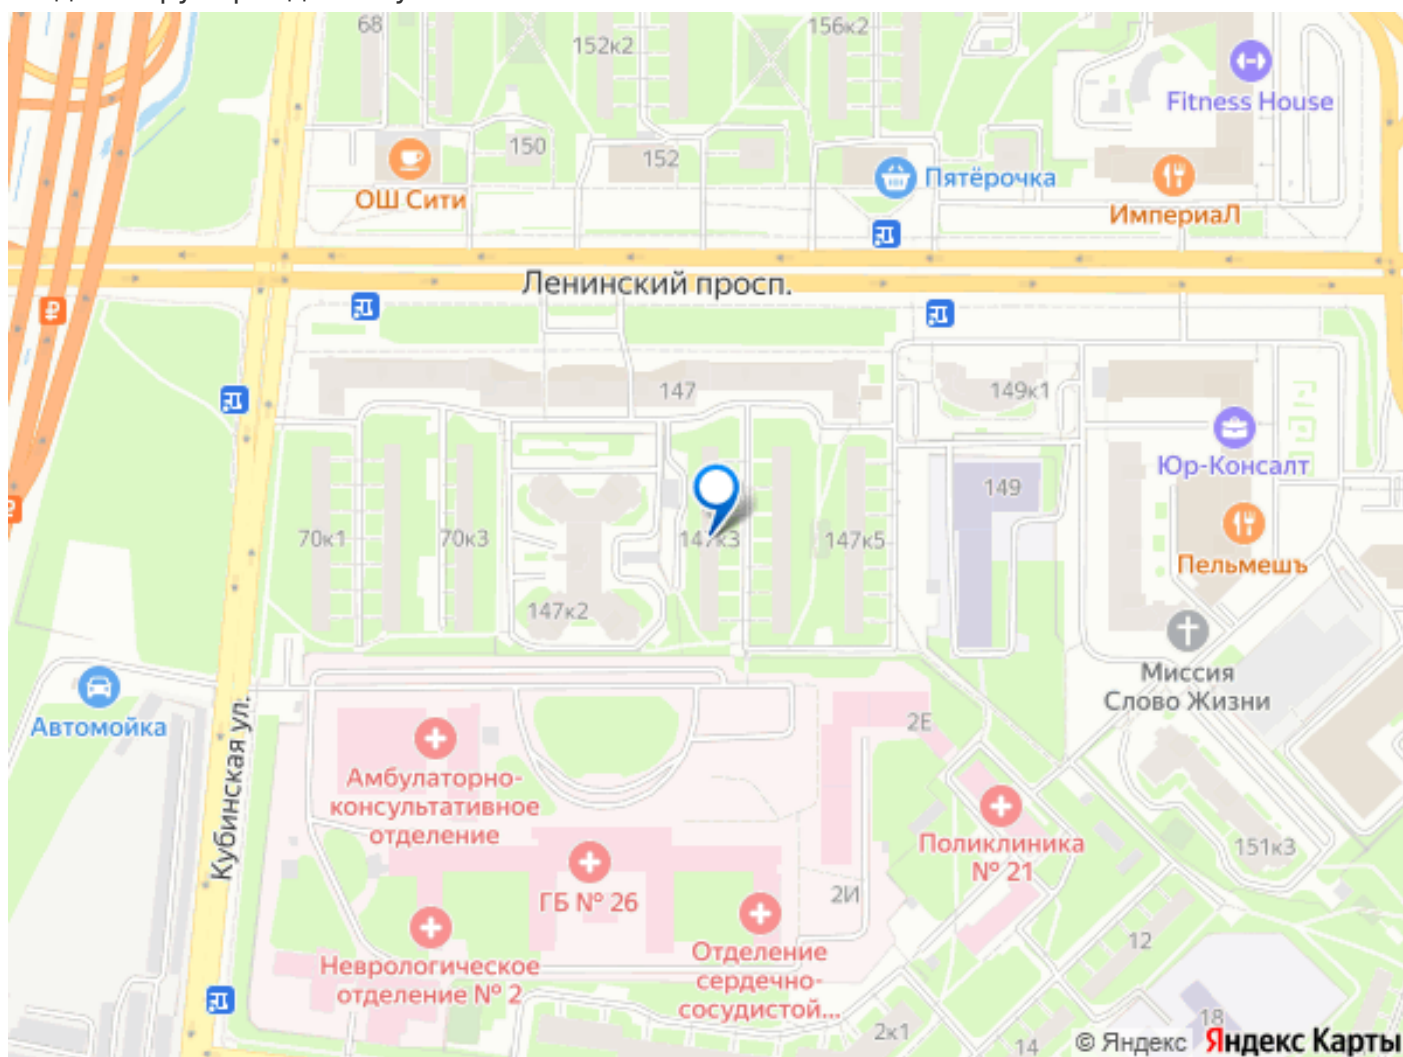 68
152к2
156к2
Fitness House
150
152
ОШ Сити
Пятёрочка
ИмпериаЛ
Ленинский просп.
147
149к1
Юр-Консалт
149
70к1
70к3
147к3
147к5
Пельмешъ
147к2
Миссия
Слово Жизни
Автомойка
Кубинская ул.
2Е
Амбулаторно-
консультативное
отделение
Поликлиника
№ 21
151к3
ГБ № 26
2И
12
Отделение
сердечно-
сосудистой...
Неврологическое
отделение № 2
2к1
14
18
© Яндекс Яндекс Карты